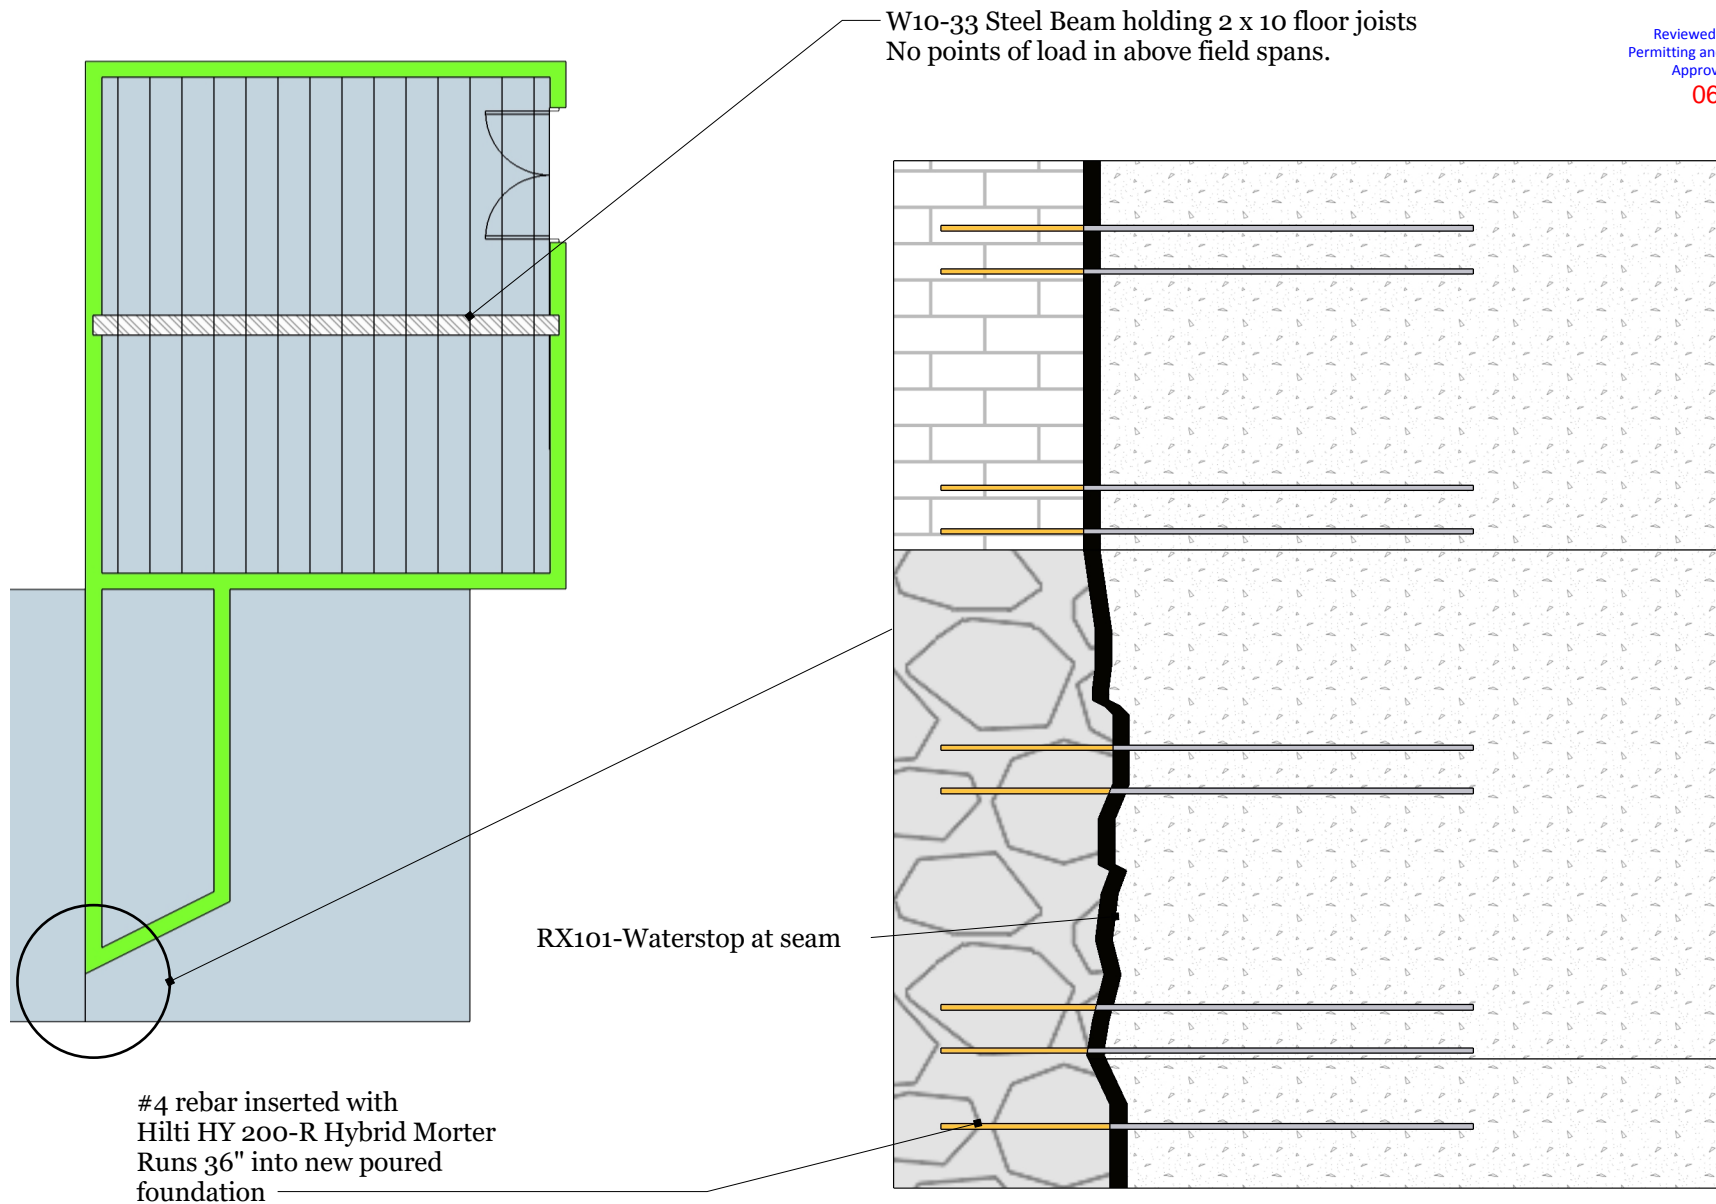 W10-33 Steel Beam holding 2 x 10 floor joists
No points of load in above field spans.
Reviewed
Permitting an
Approv
06
RX101-Waterstop at seam
#4 rebar inserted with
Hilti HY 200-R Hybrid Morter
Runs 36" into new poured
foundation